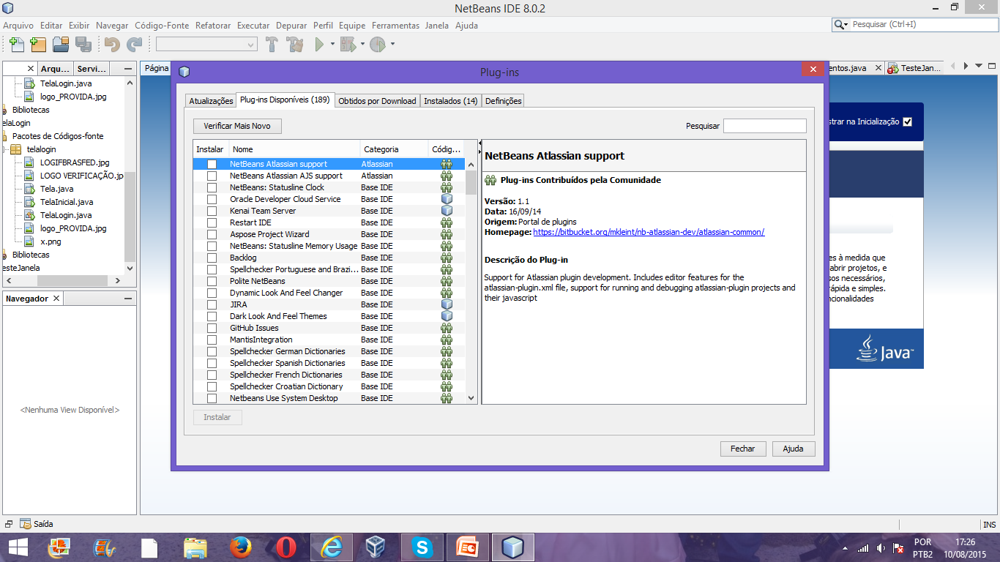 NetBeans IDE 8.0.2
Arquivo Editar Exibir Navegar Código-Fonte Refatorar Executar Depurar Perfil Equipe Ferramentas Janela Ajuda
Pesquisar (Ctrl+I)
Arqu... Servi...
TelaLogin.java
logo_PROVIDA.jpg
Bibliotecas
elaLogin
Pacotes de Códigos-fonte
telalogin
LOGIFBRASFED.jpg
LOGO VERIFICAÇÃO.jp
Tela.java
TelaInicial.java
TelaLogin.java
logo_PROVIDA.jpg
x.png
Bibliotecas
esteJanela
Navegador
<Nenhuma View Disponível>
Página
entos.java TesteJan...
Plug-ins
Atualizações Plug-ins Disponíveis (189) Obtidos por Download Instalados (14) Definições
Verificar Mais Novo
Pesquisar
Instalar Nome Categoria Códig...
NetBeans Atlassian support Atlassian
NetBeans Atlassian AJS support Atlassian
NetBeans: Statusline Clock Base IDE
Oracle Developer Cloud Service Base IDE
Kenai Team Server Base IDE
Restart IDE Base IDE
Aspose Project Wizard Base IDE
NetBeans: Statusline Memory Usage Base IDE
Backlog Base IDE
Spellchecker Portuguese and Brazi... Base IDE
Polite NetBeans Base IDE
Dynamic Look And Feel Changer Base IDE
JIRA Base IDE
Dark Look And Feel Themes Base IDE
GitHub Issues Base IDE
MantisIntegration Base IDE
Spellchecker German Dictionaries Base IDE
Spellchecker Spanish Dictionaries Base IDE
Spellchecker French Dictionaries Base IDE
Spellchecker Croatian Dictionary Base IDE
Netbeans Use System Desktop Base IDE
Instalar
NetBeans Atlassian support
Plug-ins Contribuídos pela Comunidade
Versão: 1.1
Data: 16/09/14
Origem: Portal de plugins
Homepage: https://bitbucket.org/mkleint/nb-atlassian-dev/atlassian-common/
Descrição do Plug-in
Support for Atlassian plugin development. Includes editor features for the
atlassian-plugin.xml file, support for running and debugging atlassian-plugin projects and
their javascript
Fechar Ajuda
strar na Inicialização
es à medida que
abrir projetos, e
sos necessários,
rápida e simples.
ncionalidades
Java™
Saída
INS
POR
PTB2
17:26
10/08/2015